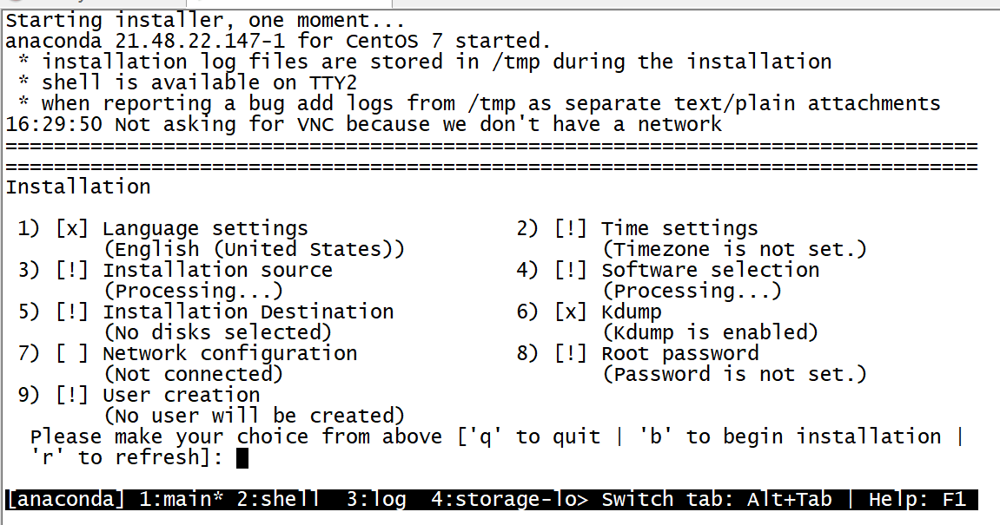 Starting installer, one moment...
anaconda 21.48.22.147-1 for CentOS 7 started.
 * installation log files are stored in /tmp during the installation
 * shell is available on TTY2
 * when reporting a bug add logs from /tmp as separate text/plain attachments
16:29:50 Not asking for VNC because we don't have a network
================================================================================
================================================================================
Installation
 1) [x] Language settings                 2) [!] Time settings
        (English (United States))                (Timezone is not set.)
 3) [!] Installation source               4) [!] Software selection
        (Processing...)                          (Processing...)
 5) [!] Installation Destination          6) [x] Kdump
        (No disks selected)                      (Kdump is enabled)
 7) [ ] Network configuration             8) [!] Root password
        (Not connected)                          (Password is not set.)
 9) [!] User creation
        (No user will be created)
  Please make your choice from above ['q' to quit | 'b' to begin installation |
  'r' to refresh]:
[anaconda] 1:main* 2:shell  3:log  4:storage-lo> Switch tab: Alt+Tab | Help: F1